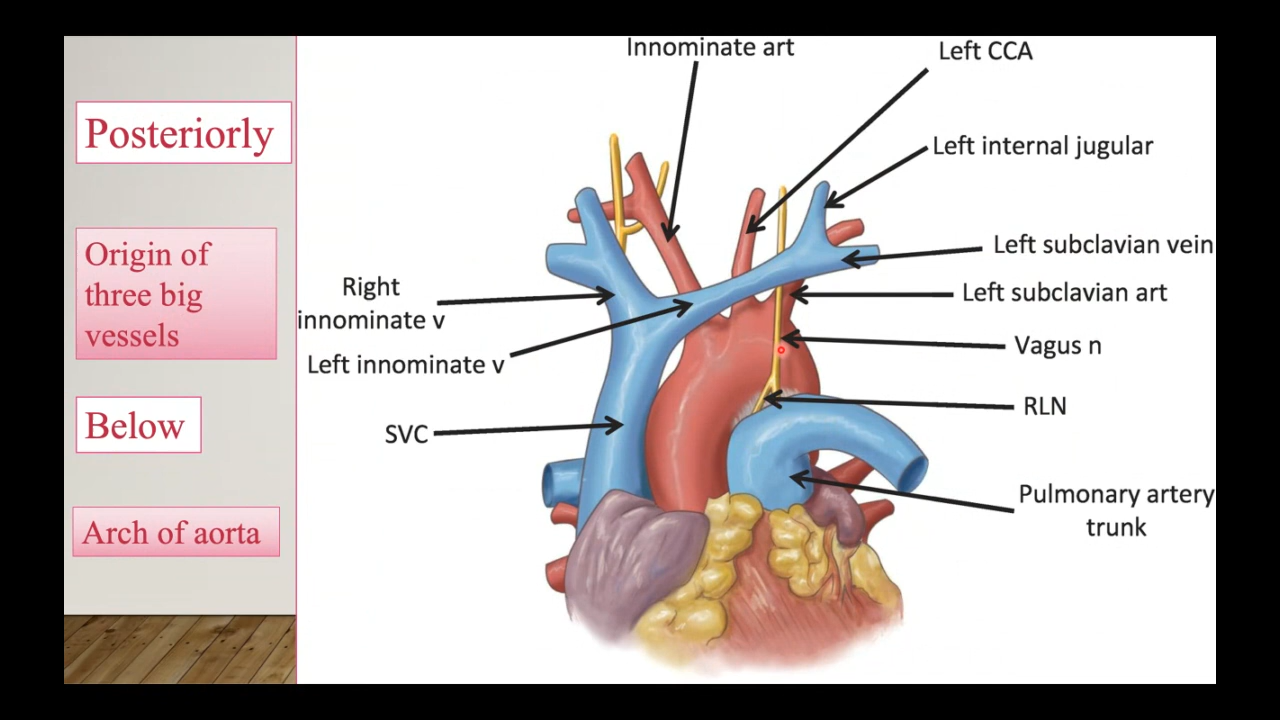 Posteriorly
Origin of
three big
vessels
Below
Arch of aorta
Innominate art
Left CCA
Left internal jugular
Left subclavian vein
Left subclavian art
Vagus n
RLN
Pulmonary artery
trunk
Right
innominate v
Left innominate v
SVC